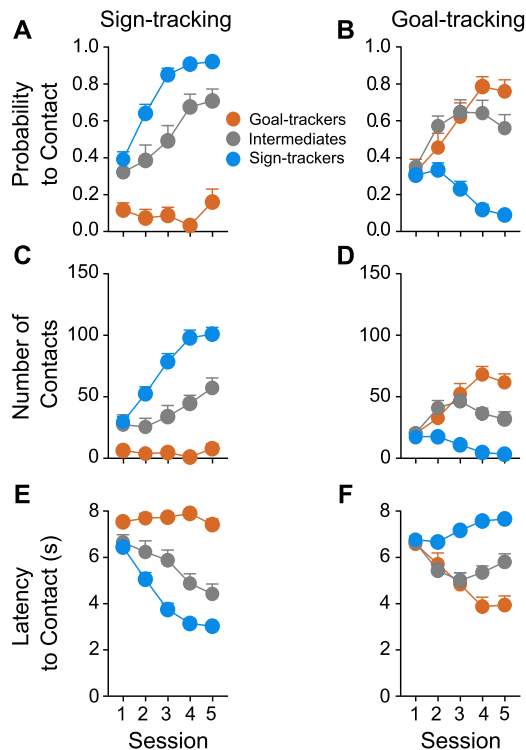 Sign-tracking
Goal-tracking
A
B
Probability
to Contact
1.0
0.8
0.6
0.4
0.2
0.0
1.0
0.8
0.6
0.4
0.2
0.0
Goal-trackers
Intermediates
Sign-trackers
C
D
Number of
Contacts
150
100
50
0
150
100
50
0
E
F
Latency
to Contact (s)
8
6
4
2
0
8
6
4
2
0
1 2 3 4 5
1 2 3 4 5
Session
Session